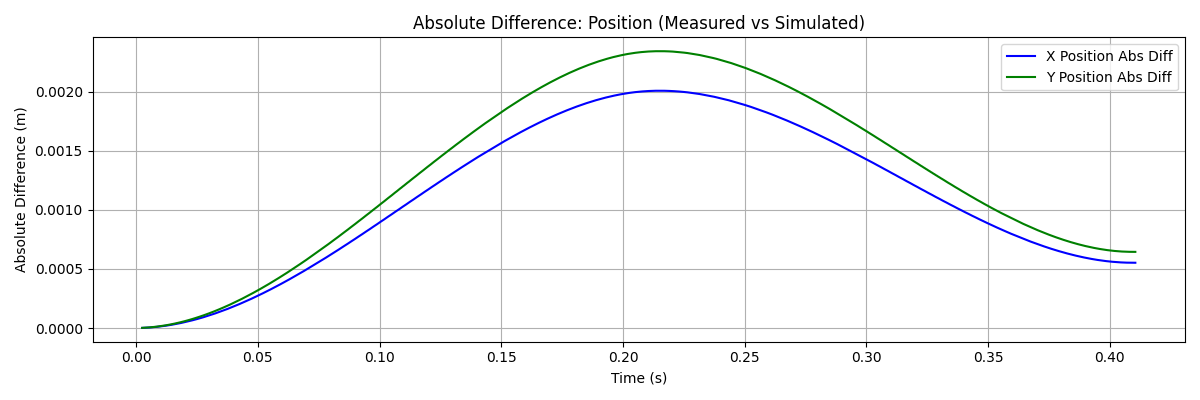 Absolute Difference: Position (Measured vs Simulated)
X Position Abs Diff
Y Position Abs Diff
Absolute Difference (m)
0.0020
0.0015
0.0010
0.0005
0.0000
0.00 0.05 0.10 0.15 0.20 0.25 0.30 0.35 0.40
Time (s)